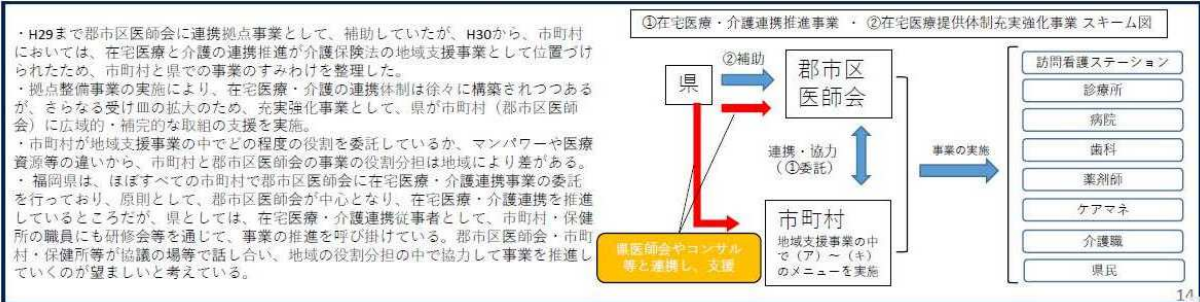 ・H29まで郡市区医師会に連携拠点事業として、補助していたが、H30から、市町村
においては、在宅医療と介護の連携推進が介護保険法の地域支援事業として位置づけ
られたため、市町村と県での事業のすみわけを整理した。
・拠点整備事業の実施により、在宅医療・介護の連携体制は徐々に構築されつつある
が、さらなる受け皿の拡大のため、充実強化事業として、県が市町村（郡市区医師
会）に広域的・補完的な取組の支援を実施。
・市町村が地域支援事業の中でどの程度の役割を委託しているか、マンパワーや医療
資源等の違いから、市町村と郡市区医師会の事業の役割分担は地域により差がある。
・ 福岡県は、ほぼすべての市町村で郡市区医師会に在宅医療・介護連携事業の委託
を行っており、原則として、郡市区医師会が中心となり、在宅医療・介護連携を推進
しているところだが、県としては、在宅医療・介護連携従事者として、市町村・保健
所の職員にも研修会等を通じて、事業の推進を呼び掛けている。郡市区医師会・市町
村・保健所等が協議の場等で話し合い、地域の役割分担の中で協力して事業を推進し
ていくのが望ましいと考えている。
①在宅医療・介護連携推進事業 ・ ②在宅医療提供体制充実強化事業 スキーム図
県
②補助
郡市区
医師会
連携・協力
（①委託）
市町村
地域支援事業の中
で（ア）～（キ）
のメニューを実施
県医師会やコンサル
等と連携し、支援
事業の実施
訪問看護ステーション
診療所
病院
歯科
薬剤師
ケアマネ
介護職
県民
14